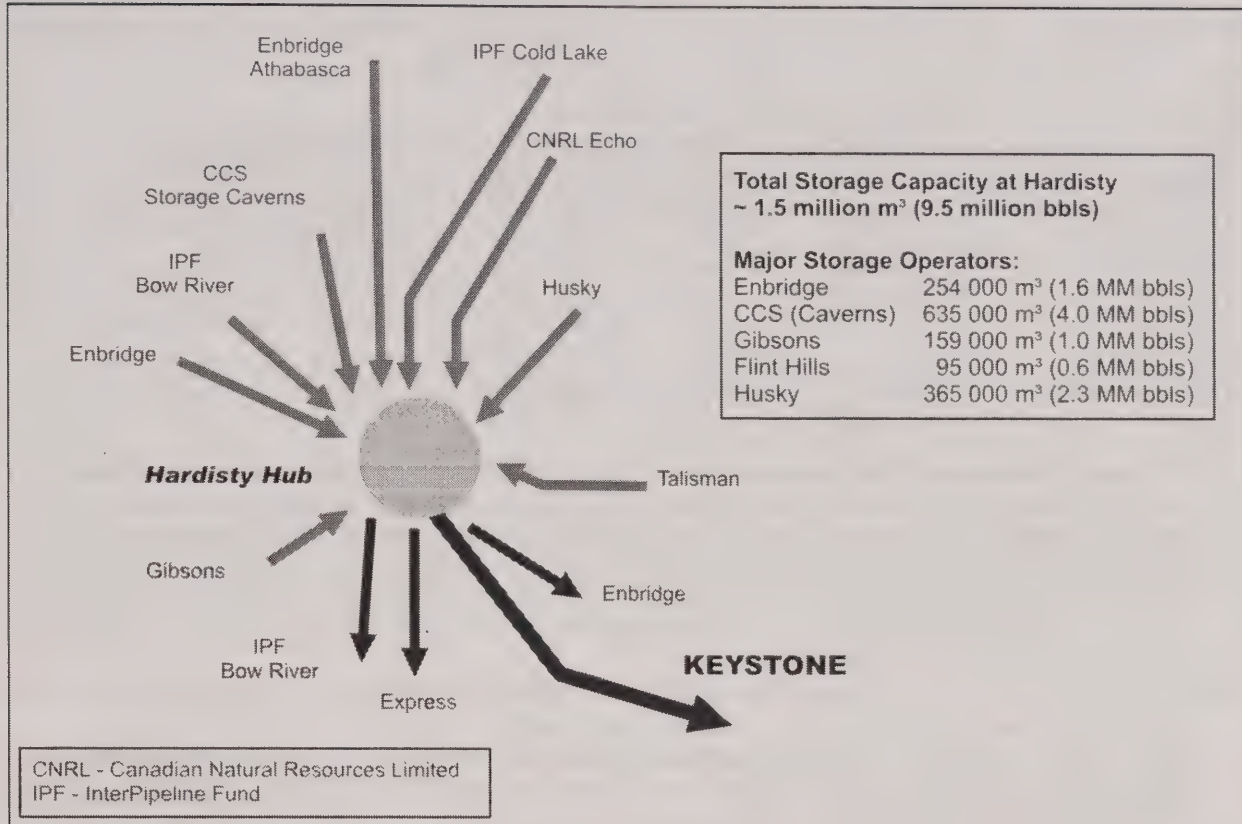 Enbridge
Athabasca
IPF Cold Lake
CNRL Echo
CCS
Storage Caverns
IPF
Bow River
Husky
Enbridge
Total Storage Capacity at Hardisty
~ 1.5 million m³ (9.5 million bbls)
Major Storage Operators:
Enbridge 254 000 m³ (1.6 MM bbls)
CCS (Caverns) 635 000 m³ (4.0 MM bbls)
Gibsons 159 000 m³ (1.0 MM bbls)
Flint Hills 95 000 m³ (0.6 MM bbls)
Husky 365 000 m³ (2.3 MM bbls)
Hardisty Hub
Talisman
Gibsons
Enbridge
IPF
Bow River
KEYSTONE
Express
CNRL - Canadian Natural Resources Limited
IPF - InterPipeline Fund